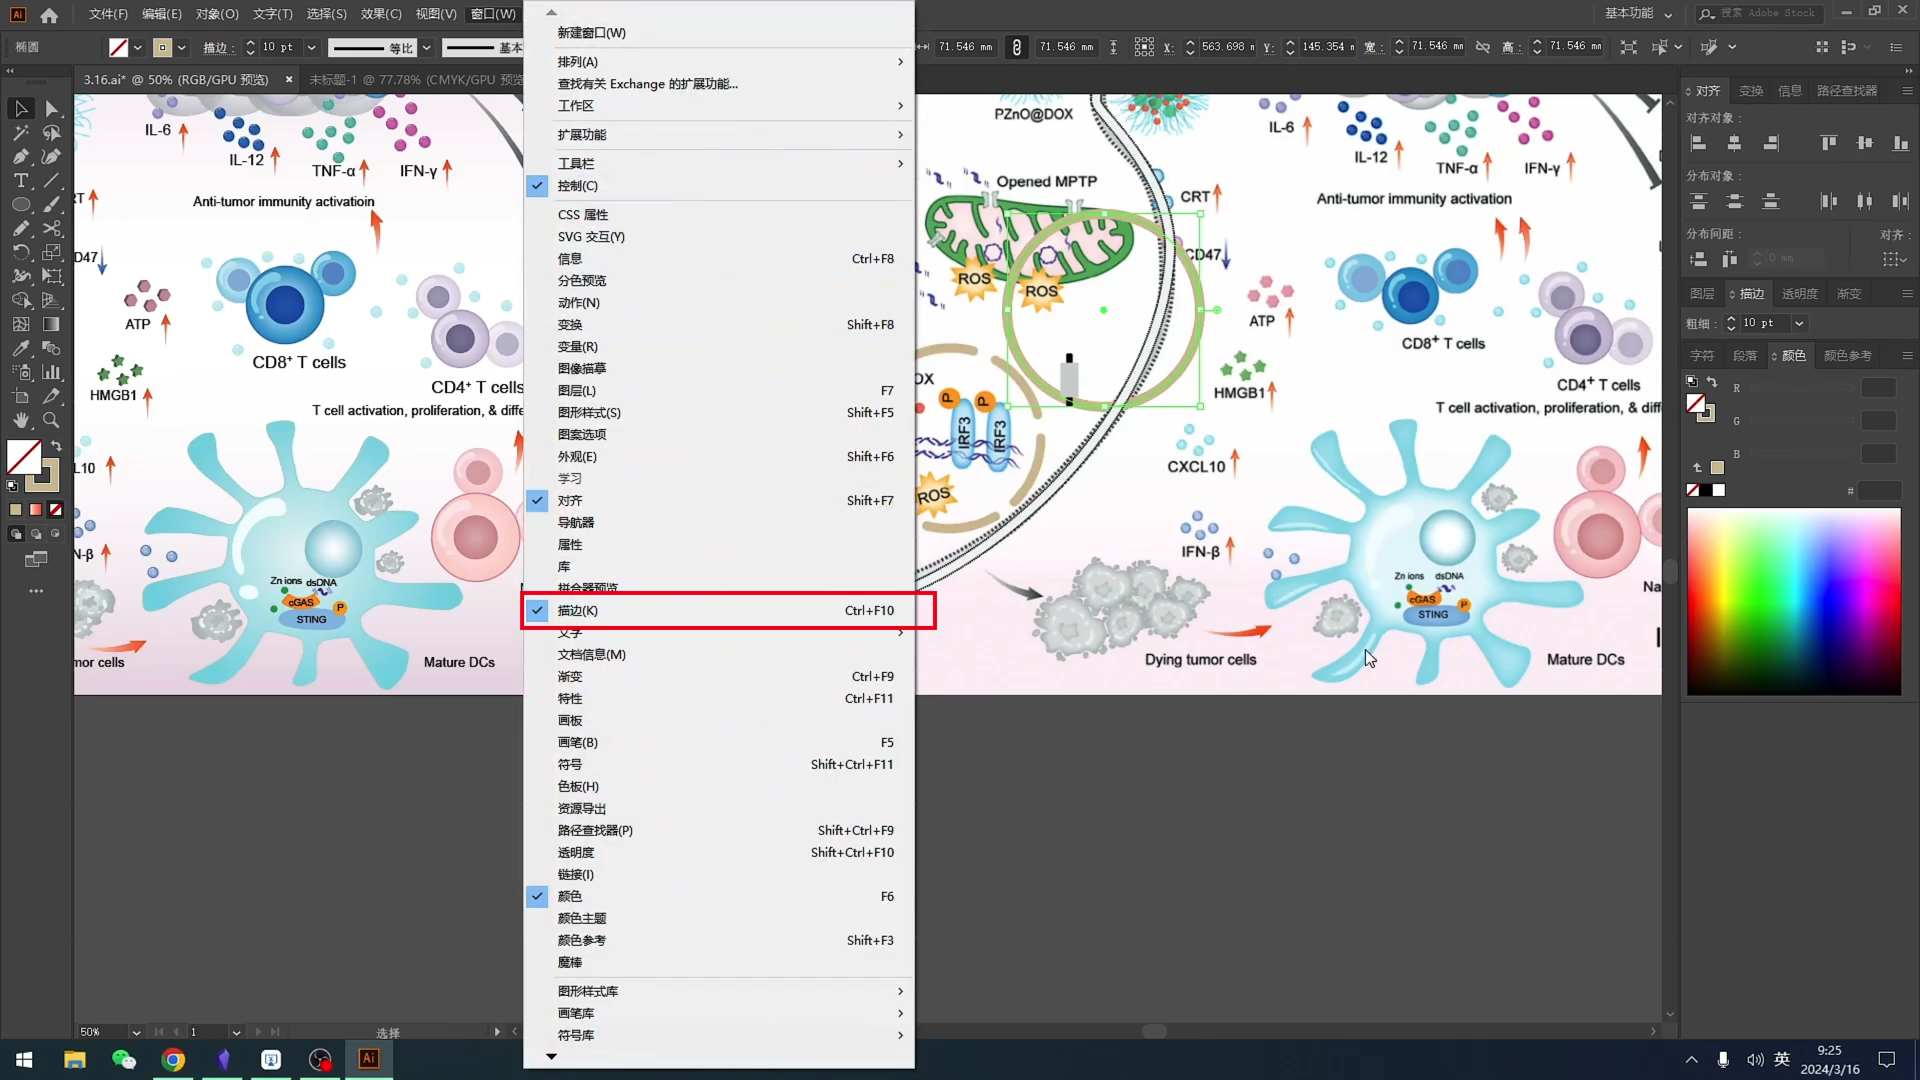 Ai
文件(F)
编辑(E)
对象(O)
文字(T)
选择(S)
效果(C)
视图(V)
窗口(W)
基本功能
搜索 Adobe Stock
椭圆
描边:
10 pt
等比
基本
71.546 mm
71.546 mm
X:
563.698
Y:
145.354
宽:
71.546 mm
高:
71.546 mm
3.16.ai* @ 50% (RGB/GPU 预览)
未标题-1 @ 77.78% (CMYK/GPU 预览
新建窗口(W)
排列(A)
查找有关 Exchange 的扩展功能...
工作区
扩展功能
工具栏
控制(C)
CSS 属性
SVG 交互(Y)
信息 Ctrl+F8
分色预览
动作(N)
变换 Shift+F8
变量(R)
图像描摹
图层(L) F7
图形样式(S) Shift+F5
图案选项
外观(E) Shift+F6
学习
对齐 Shift+F7
导航器
属性
库
拼合器预览
描边(K) Ctrl+F10
文字
文档信息(M)
渐变 Ctrl+F9
特性 Ctrl+F11
画板
画笔(B) F5
符号 Shift+Ctrl+F11
色板(H)
资源导出
路径查找器(P) Shift+Ctrl+F9
透明度 Shift+Ctrl+F10
链接(I)
颜色 F6
颜色主题
颜色参考 Shift+F3
魔棒
图形样式库
画笔库
符号库
IL-6
IL-12
TNF-α
IFN-γ
Anti-tumor immunity activatioin
RT
D47
ATP
CD8⁺ T cells
HMGB1
CD4⁺ T cells
T cell activation, proliferation, & diffe
L10
N-β
Zn ions
dsDNA
cGAS
P
STING
mor cells
Mature DCs
PZnO@DOX
Opened MPTP
CRT
CD47
ROS
ROS
ATP
OX
P
P
IRF3
IRF3
HMGB1
CXCL10
ROS
IFN-β
Dying tumor cells
IL-6
IL-12
TNF-α
IFN-γ
Anti-tumor immunity activation
CD8⁺ T cells
CD4⁺ T cells
T cell activation, proliferation, & diff
Zn ions
dsDNA
cGAS
P
STING
Na
Mature DCs
对齐
变换
信息
路径查找器
对齐对象:
分布对象:
分布间距:
对齐:
0 mm
图层
描边
透明度
渐变
粗细:
10 pt
字符
段落
颜色
颜色参考
R
G
B
#
50%
1
选择
Ai
英
9:25
2024/3/16